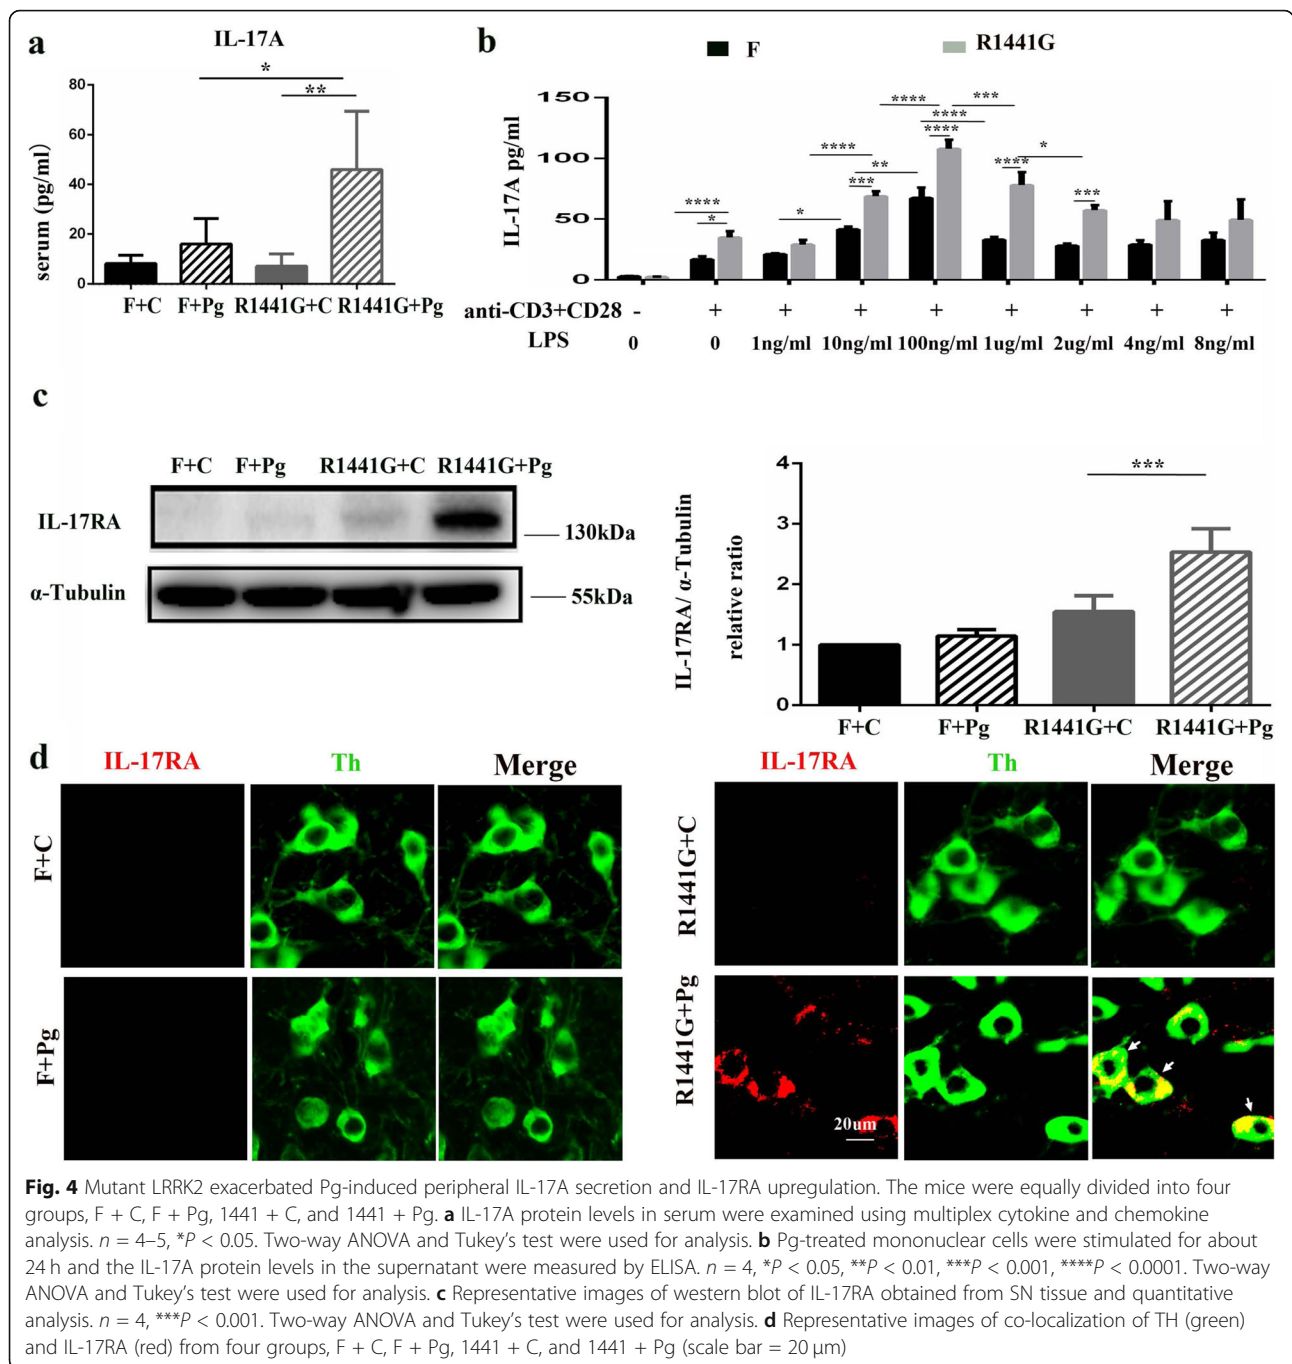 a
IL-17A
serum (pg/ml)
80
60
40
20
0
*
**
F+C F+Pg R1441G+C R1441G+Pg
b
F R1441G
IL-17A pg/ml
150
100
50
0
****
*
*
****
**
***
****
****
****
***
****
*
***
anti-CD3+CD28 - + + + + + + + +
LPS 0 0 1ng/ml 10ng/ml 100ng/ml 1ug/ml 2ug/ml 4ng/ml 8ng/ml
c
F+C F+Pg R1441G+C R1441G+Pg
IL-17RA
130kDa
α-Tubulin
55kDa
IL-17RA/ α-Tubulin
relative ratio
4
3
2
1
0
***
F+C F+Pg R1441G+C R1441G+Pg
d
IL-17RA Th Merge
F+C
F+Pg
IL-17RA Th Merge
R1441G+C
R1441G+Pg
20um
Fig. 4 Mutant LRRK2 exacerbated Pg-induced peripheral IL-17A secretion and IL-17RA upregulation. The mice were equally divided into four
groups, F + C, F + Pg, 1441 + C, and 1441 + Pg. a IL-17A protein levels in serum were examined using multiplex cytokine and chemokine
analysis. n = 4–5, *P < 0.05. Two-way ANOVA and Tukey's test were used for analysis. b Pg-treated mononuclear cells were stimulated for about
24 h and the IL-17A protein levels in the supernatant were measured by ELISA. n = 4, *P < 0.05, **P < 0.01, ***P < 0.001, ****P < 0.0001. Two-way
ANOVA and Tukey's test were used for analysis. c Representative images of western blot of IL-17RA obtained from SN tissue and quantitative
analysis. n = 4, ***P < 0.001. Two-way ANOVA and Tukey's test were used for analysis. d Representative images of co-localization of TH (green)
and IL-17RA (red) from four groups, F + C, F + Pg, 1441 + C, and 1441 + Pg (scale bar = 20 μm)